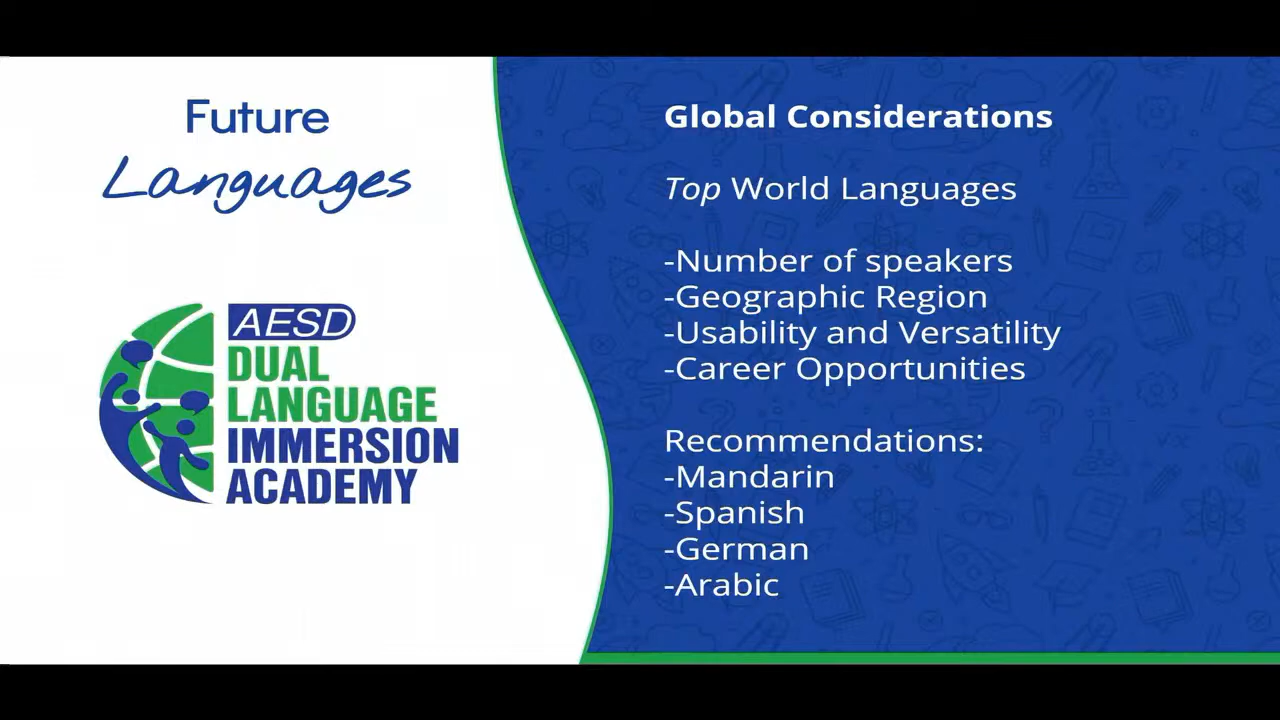 Future
Languages
AESD
DUAL
LANGUAGE
IMMERSION
ACADEMY
Global Considerations
Top World Languages
-Number of speakers
-Geographic Region
-Usability and Versatility
-Career Opportunities
Recommendations:
-Mandarin
-Spanish
-German
-Arabic